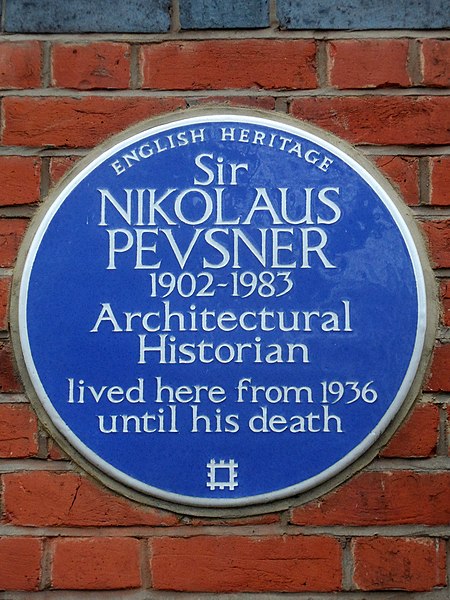 ENGLISH HERITAGE
Sir
NIKOLAUS
PEVSNER
1902-1983
Architectural
Historian
lived here from 1936
until his death